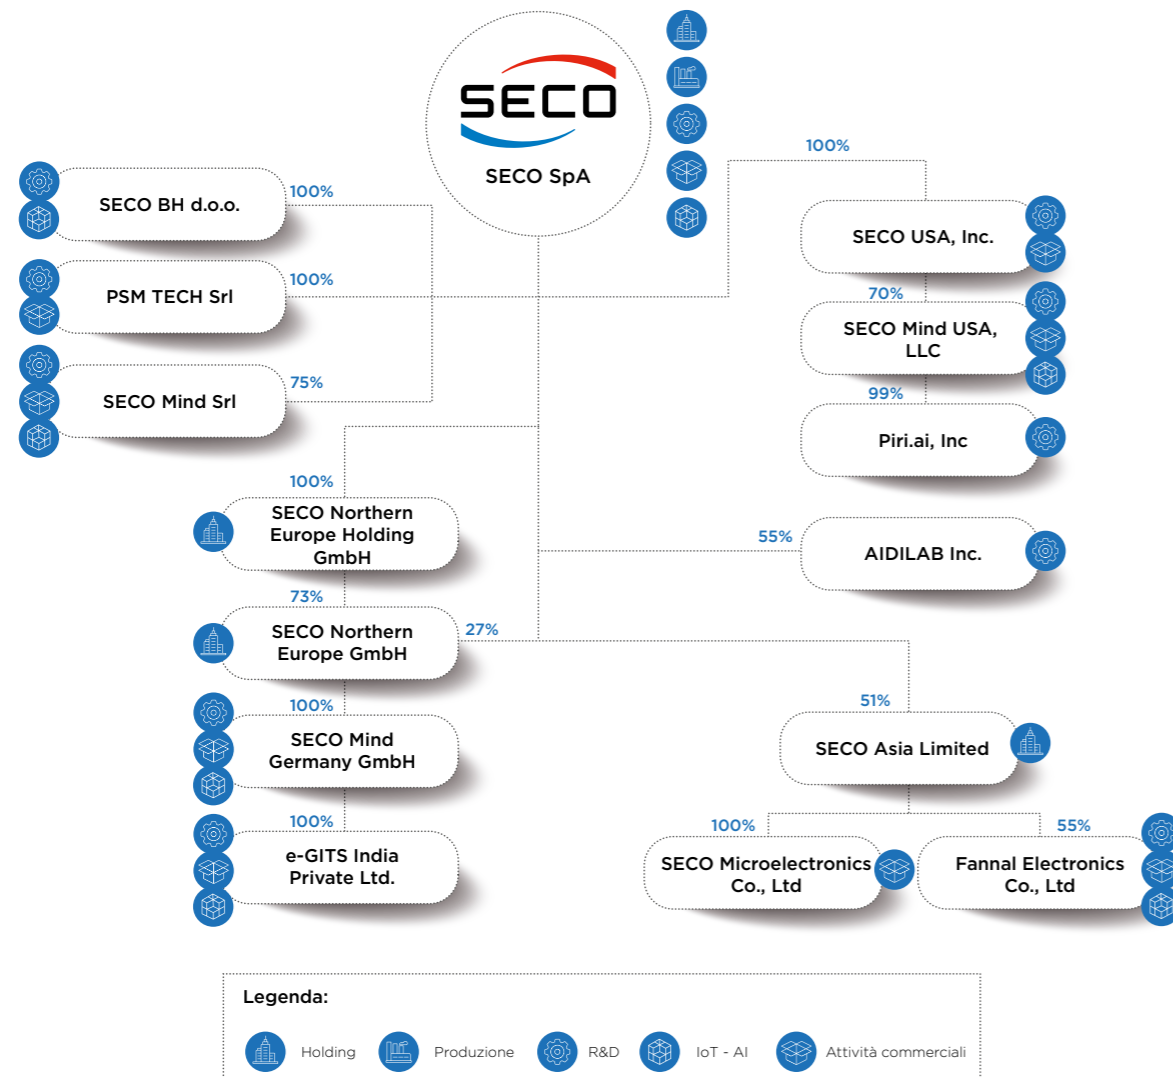 SECO
SECO SpA
100%
SECO BH d.o.o.
100%
PSM TECH Srl
75%
SECO Mind Srl
100%
SECO USA, Inc.
70%
SECO Mind USA,
LLC
99%
Piri.ai, Inc
100%
SECO Northern
Europe Holding
GmbH
55%
AIDILAB Inc.
73%
SECO Northern
Europe GmbH
27%
100%
SECO Mind
Germany GmbH
51%
SECO Asia Limited
100%
e-GITS India
Private Ltd.
100%
SECO Microelectronics
Co., Ltd
55%
Fannal Electronics
Co., Ltd
Legenda:
Holding
Produzione
R&D
IoT - AI
Attività commerciali